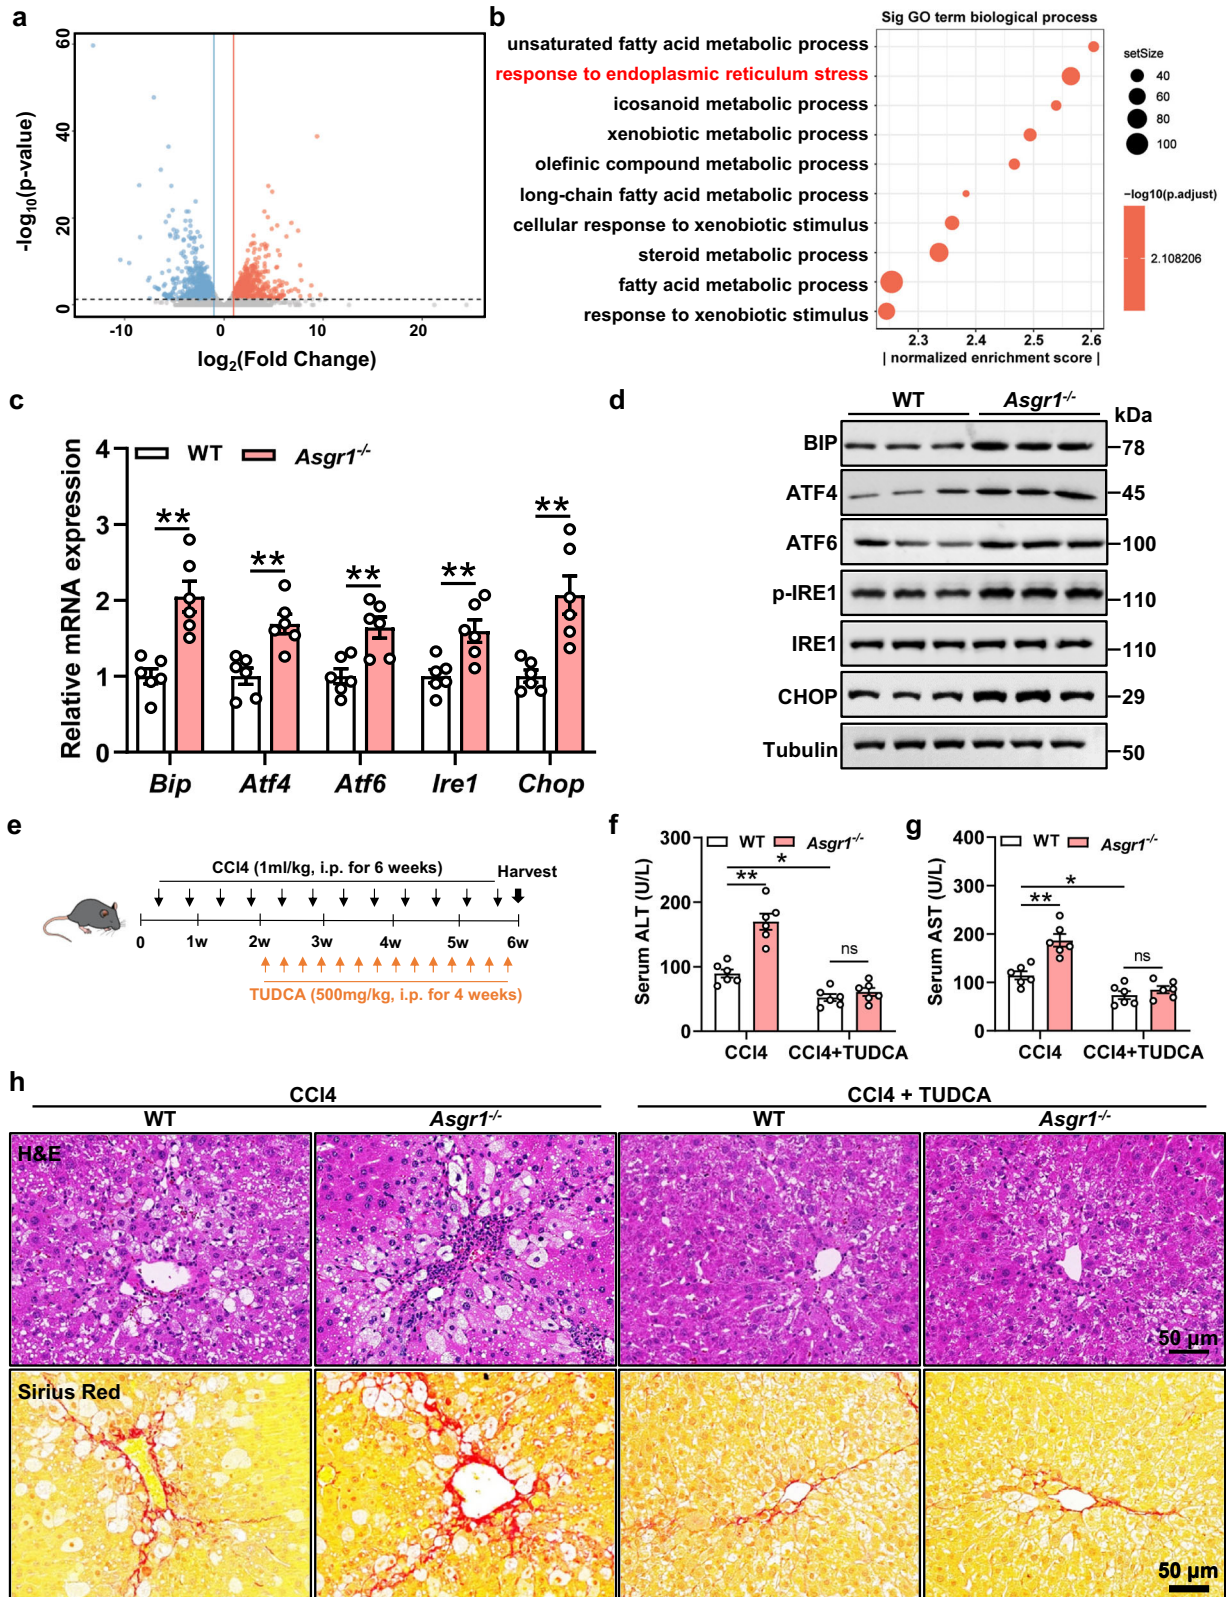 a
60
40
20
0
-log10(p-value)
-10
0
10
20
log2(Fold Change)
b
Sig GO term biological process
unsaturated fatty acid metabolic process
response to endoplasmic reticulum stress
icosanoid metabolic process
xenobiotic metabolic process
olefinic compound metabolic process
long-chain fatty acid metabolic process
cellular response to xenobiotic stimulus
steroid metabolic process
fatty acid metabolic process
response to xenobiotic stimulus
2.3
2.4
2.5
2.6
| normalized enrichment score |
setSize
40
60
80
100
−log10(p.adjust)
2.108206
c
WT
Asgr1-/-
Relative mRNA expression
4
3
2
1
0
**
**
**
**
**
Bip
Atf4
Atf6
Ire1
Chop
d
WT
Asgr1-/-
kDa
BIP
78
ATF4
45
ATF6
100
p-IRE1
110
IRE1
110
CHOP
29
Tubulin
50
e
CCl4 (1ml/kg, i.p. for 6 weeks)
Harvest
0
1w
2w
3w
4w
5w
6w
TUDCA (500mg/kg, i.p. for 4 weeks)
f
WT
Asgr1-/-
Serum ALT (U/L)
300
200
100
0
*
**
ns
CCl4
CCl4+TUDCA
g
WT
Asgr1-/-
Serum AST (U/L)
400
300
200
100
0
*
**
ns
CCl4
CCl4+TUDCA
h
CCl4
CCl4 + TUDCA
WT
Asgr1-/-
WT
Asgr1-/-
H&E
50 µm
Sirius Red
50 µm